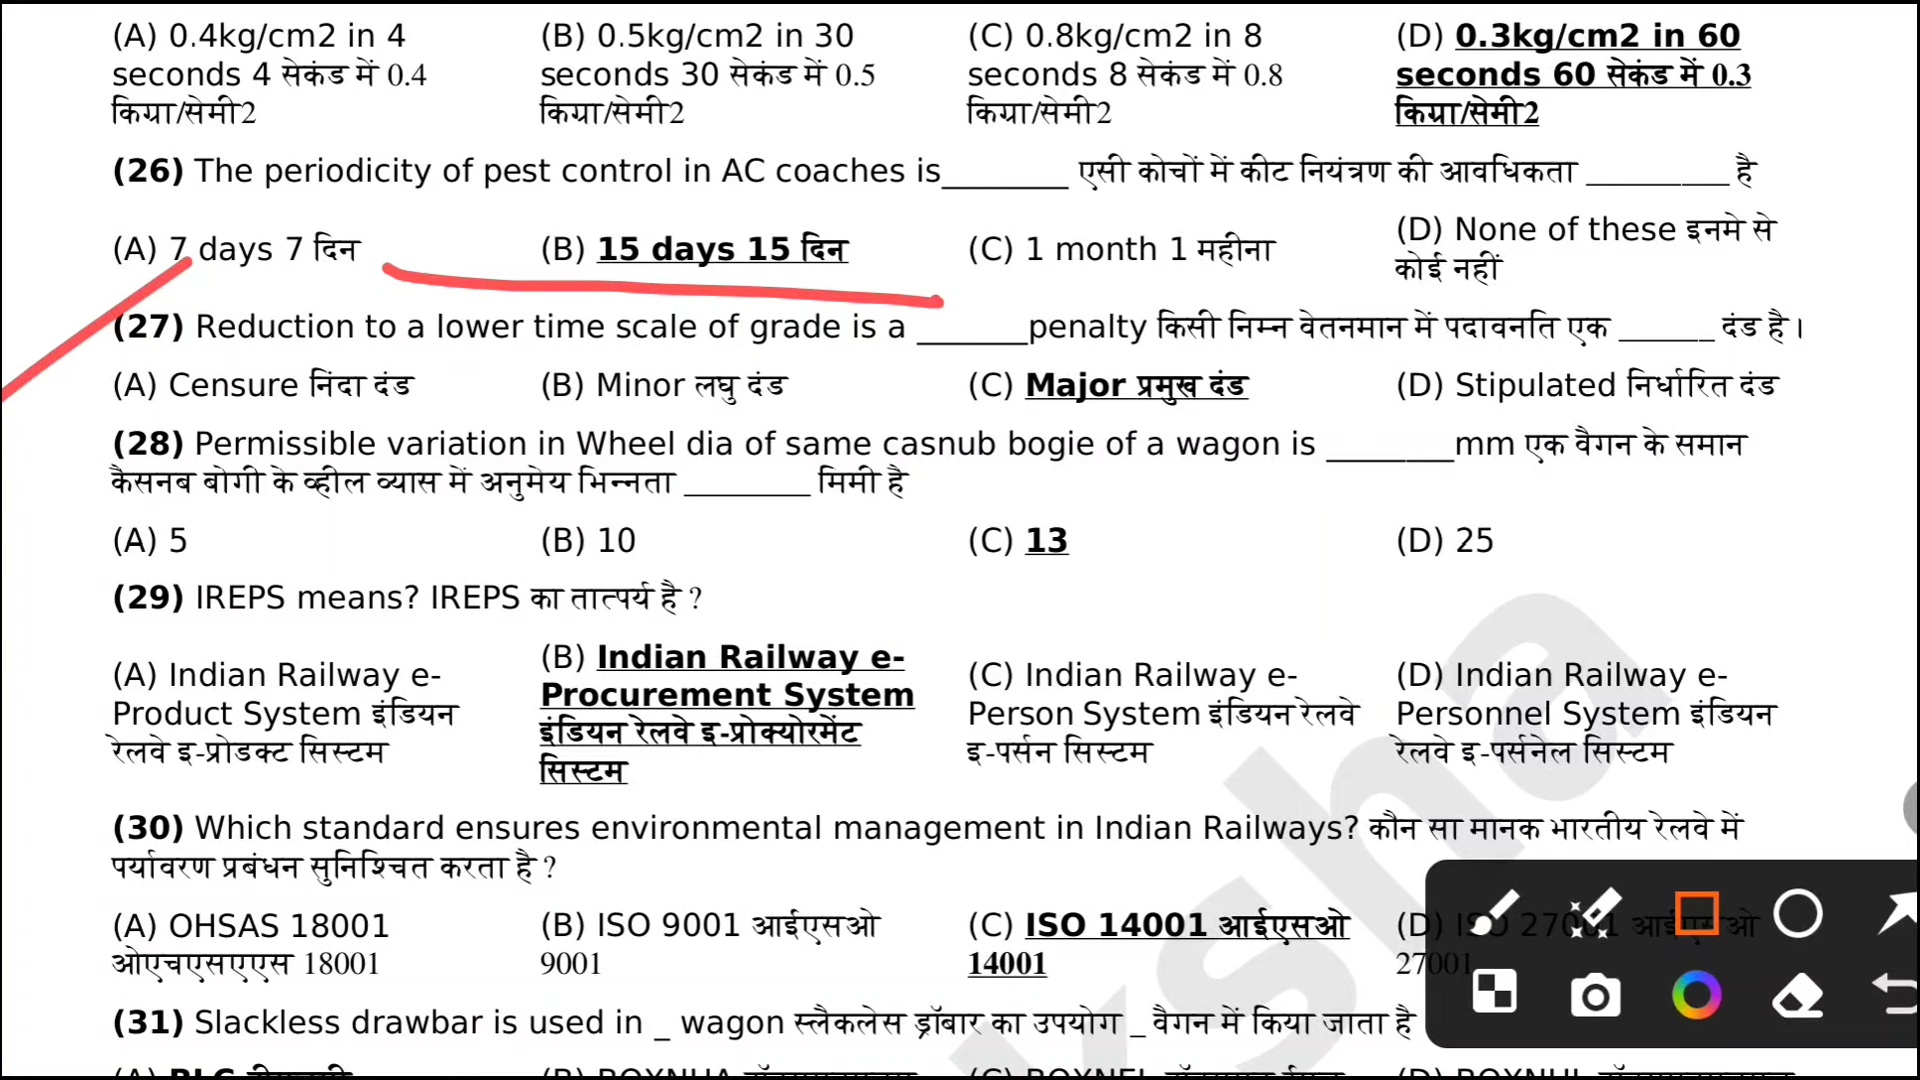 (A) 0.4kg/cm2 in 4 (B) 0.5kg/cm2 in 30 (C) 0.8kg/cm2 in 8 (D) 0.3kg/cm2 in 60
seconds 4 सेकंड में 0.4 seconds 30 सेकंड में 0.5 seconds 8 सेकंड में 0.8 seconds 60 सेकंड में 0.3
किग्रा/सेमी2 किग्रा/सेमी2 किग्रा/सेमी2 किग्रा/सेमी2
(26) The periodicity of pest control in AC coaches is________ एसी कोचों में कीट नियंत्रण की आवधिकता _________ है
(A) 7 days 7 दिन (B) 15 days 15 दिन (C) 1 month 1 महीना (D) None of these इनमे से
कोई नहीं
(27) Reduction to a lower time scale of grade is a _______penalty किसी निम्न वेतनमान में पदावनति एक ______ दंड है।
(A) Censure निंदा दंड (B) Minor लघु दंड (C) Major प्रमुख दंड (D) Stipulated निर्धारित दंड
(28) Permissible variation in Wheel dia of same casnub bogie of a wagon is ________mm एक वैगन के समान
कैसनब बोगी के व्हील व्यास में अनुमेय भिन्नता ________ मिमी है
(A) 5 (B) 10 (C) 13 (D) 25
(29) IREPS means? IREPS का तात्पर्य है ?
(A) Indian Railway e- (B) Indian Railway e- (C) Indian Railway e- (D) Indian Railway e-
Product System इंडियन Procurement System Person System इंडियन रेलवे Personnel System इंडियन
रेलवे इ-प्रोडक्ट सिस्टम इंडियन रेलवे इ-प्रोक्योरमेंट इ-पर्सन सिस्टम रेलवे इ-पर्सनेल सिस्टम
सिस्टम
(30) Which standard ensures environmental management in Indian Railways? कौन सा मानक भारतीय रेलवे में
पर्यावरण प्रबंधन सुनिश्चित करता है ?
(A) OHSAS 18001 (B) ISO 9001 आईएसओ (C) ISO 14001 आईएसओ (D) ISO 27001 आईएसओ
ओएचएसएएस 18001 9001 14001 27001
(31) Slackless drawbar is used in _ wagon स्लैकलेस ड्रॉबार का उपयोग _ वैगन में किया जाता है